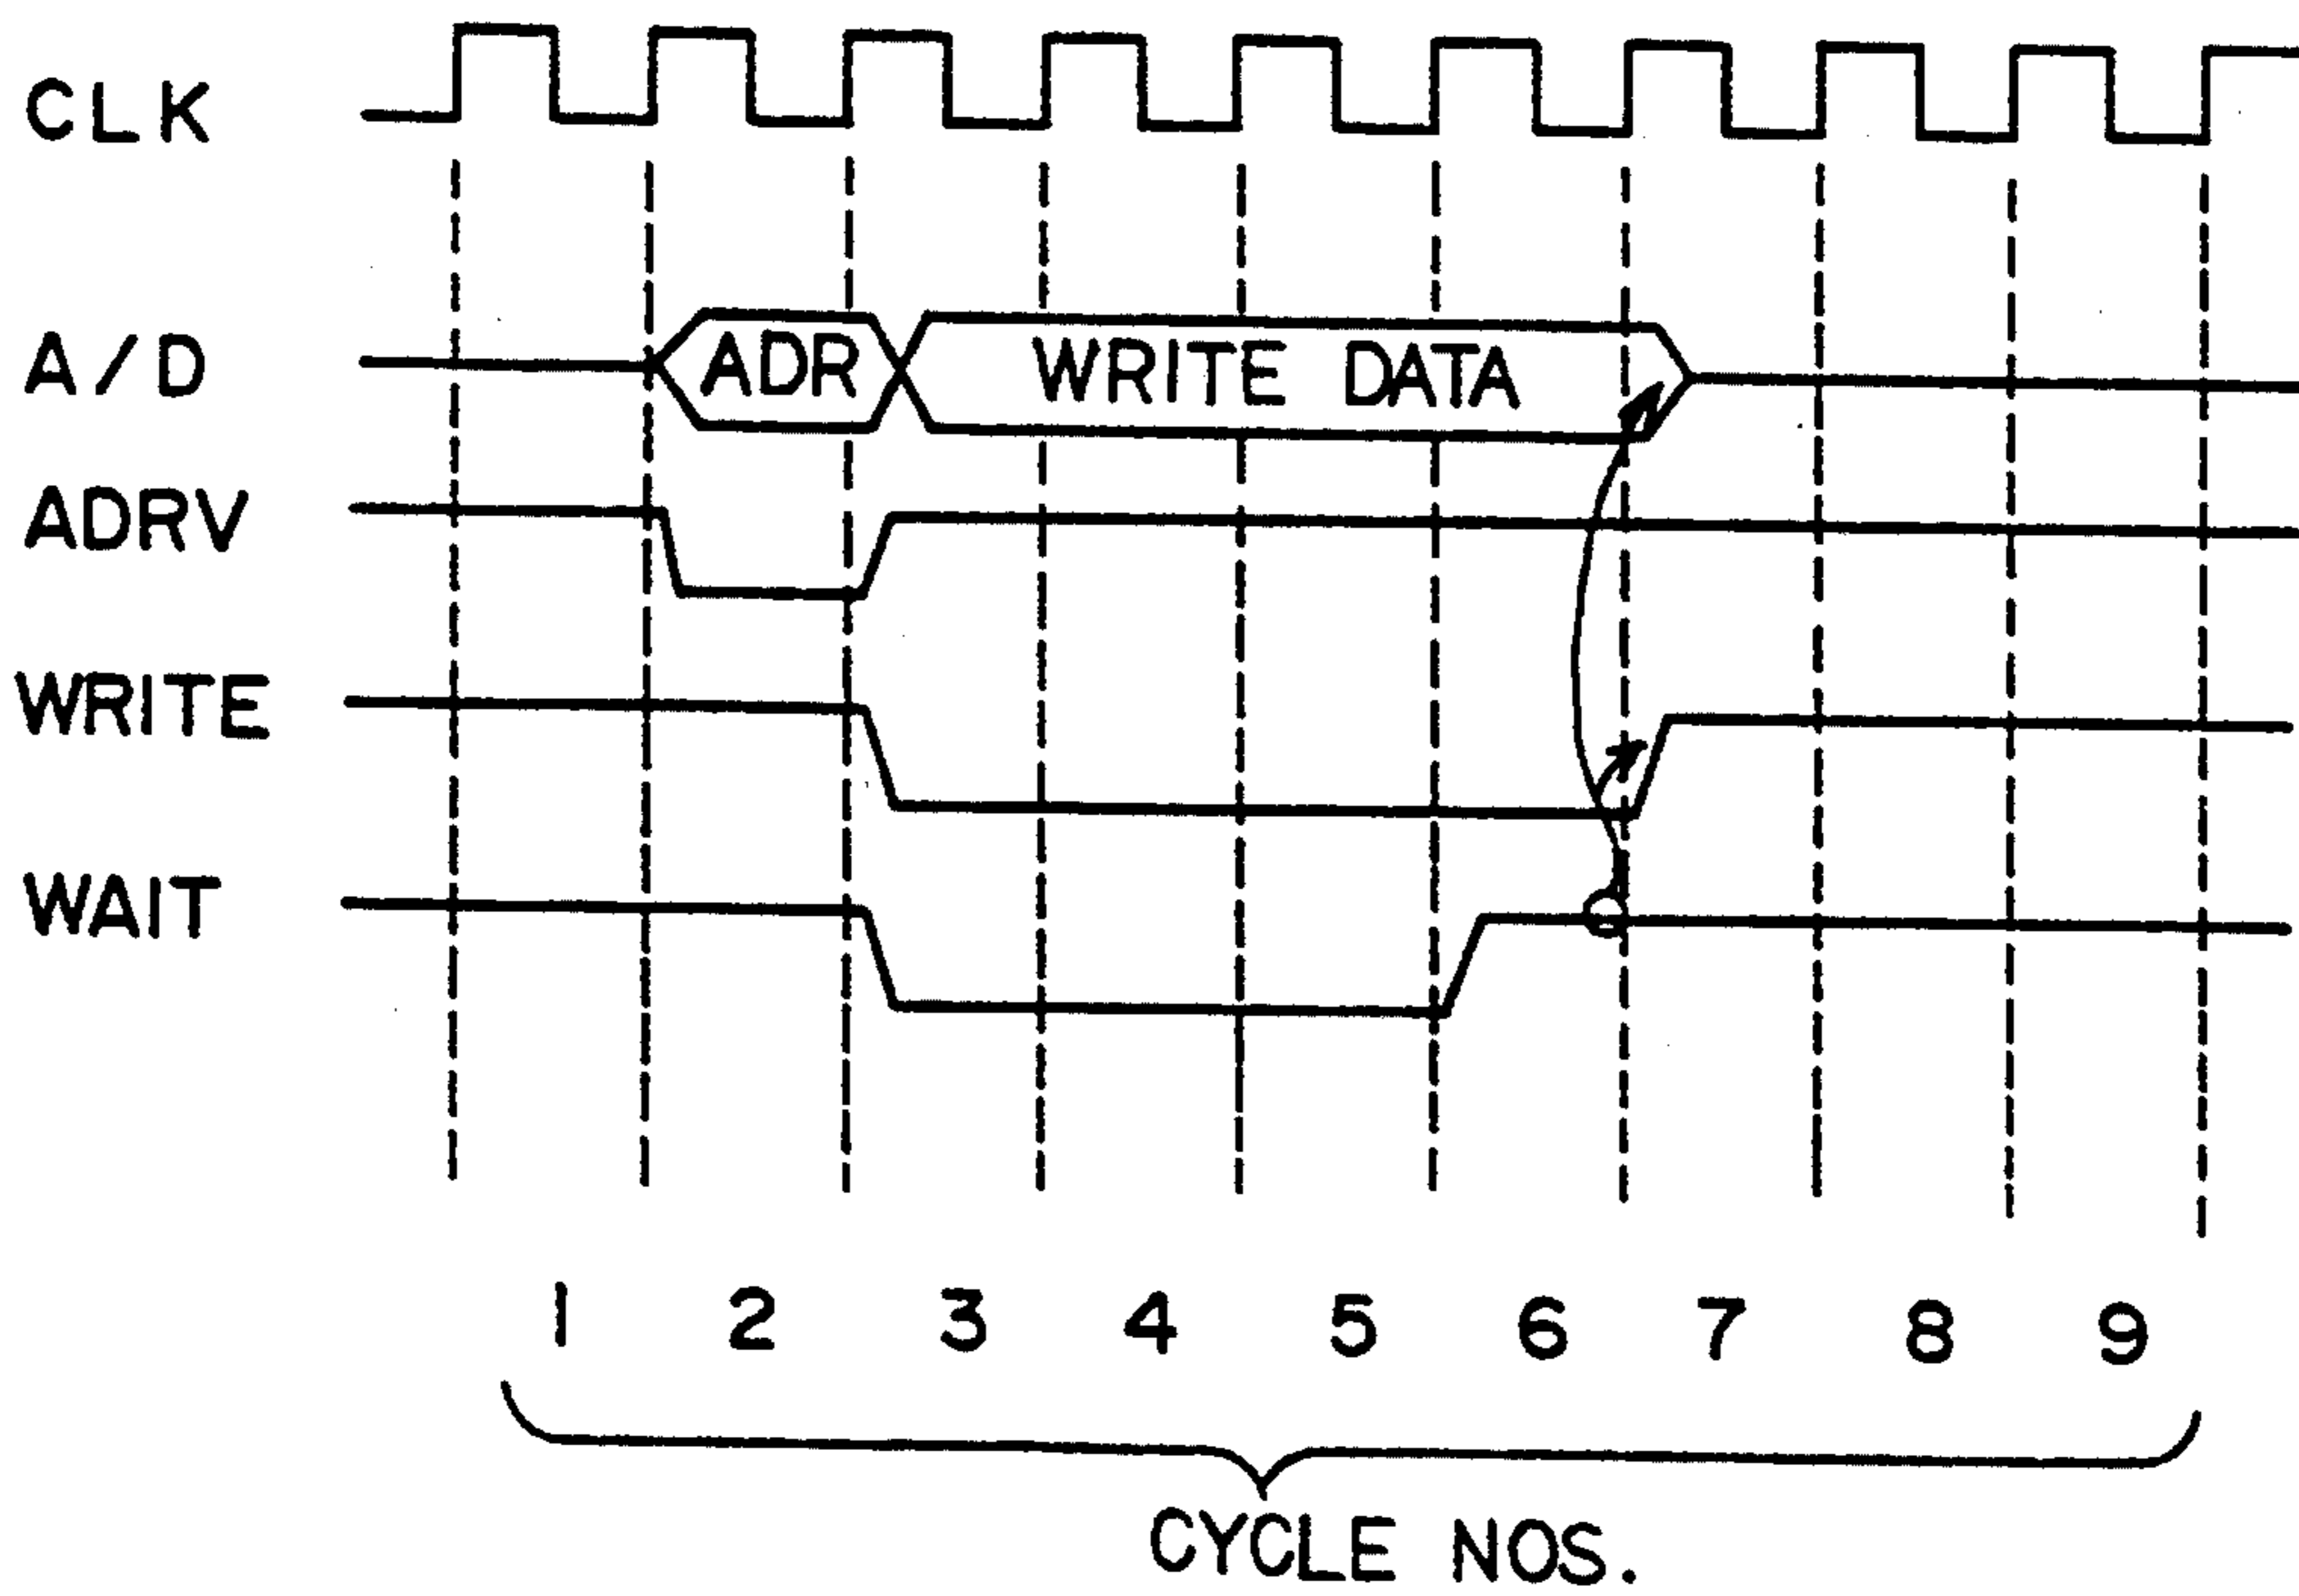 CLK
A/D ADR WRITE DATA
ADRV
WRITE
WAIT
1 2 3 4 5 6 7 8 9
CYCLE NOS.